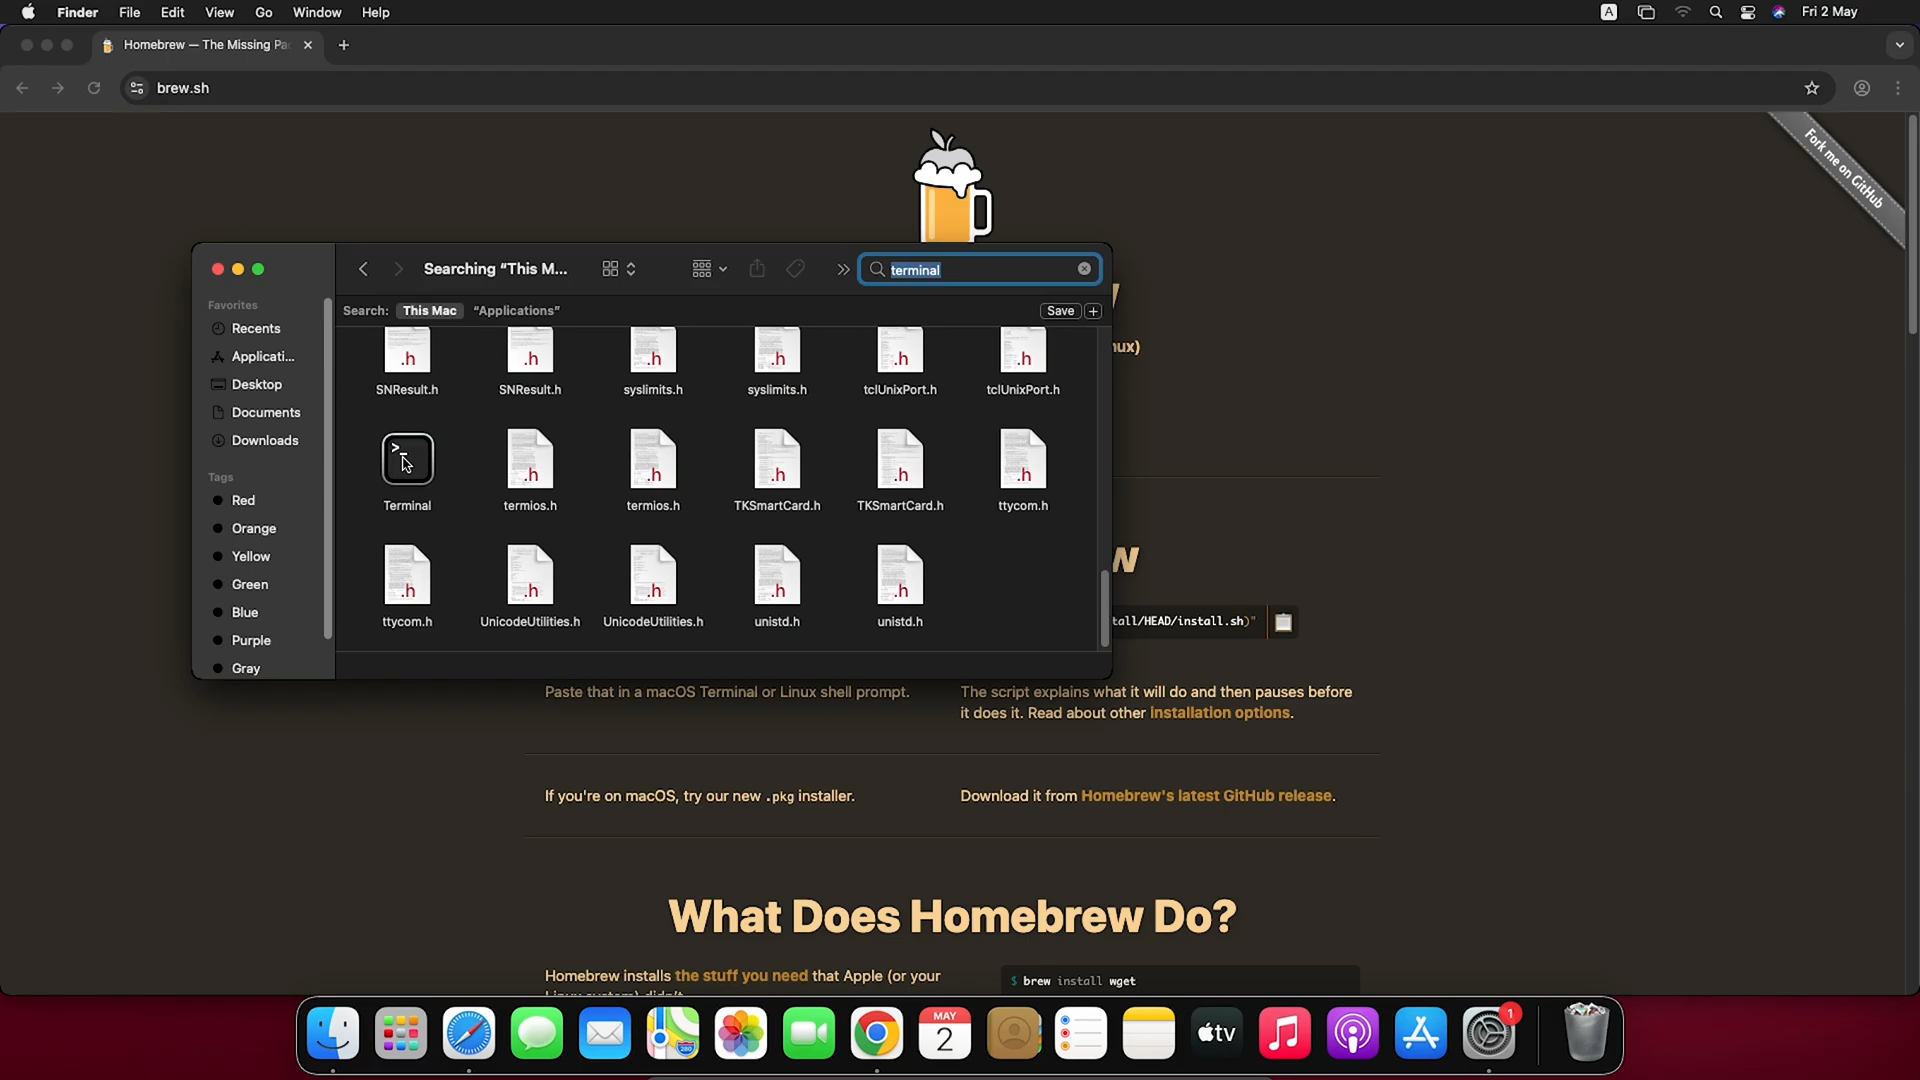 Finder File Edit View Go Window Help
A
Fri 2 May
Homebrew — The Missing Pa
brew.sh
Fork me on GitHub
Searching “This M...
terminal
Search: This Mac “Applications” Save
Favorites
Recents
Applicati...
Desktop
Documents
Downloads
Tags
Red
Orange
Yellow
Green
Blue
Purple
Gray
.h .h .h .h .h .h
SNResult.h SNResult.h syslimits.h syslimits.h tclUnixPort.h tclUnixPort.h
>_ .h .h .h .h .h
Terminal termios.h termios.h TKSmartCard.h TKSmartCard.h ttycom.h
.h .h .h .h .h
ttycom.h UnicodeUtilities.h UnicodeUtilities.h unistd.h unistd.h
nux)
w
tall/HEAD/install.sh)"
Paste that in a macOS Terminal or Linux shell prompt.
The script explains what it will do and then pauses before
it does it. Read about other installation options.
If you're on macOS, try our new .pkg installer.
Download it from Homebrew's latest GitHub release.
What Does Homebrew Do?
Homebrew installs the stuff you need that Apple (or your
$ brew install wget
MAY
2
280
tv
1